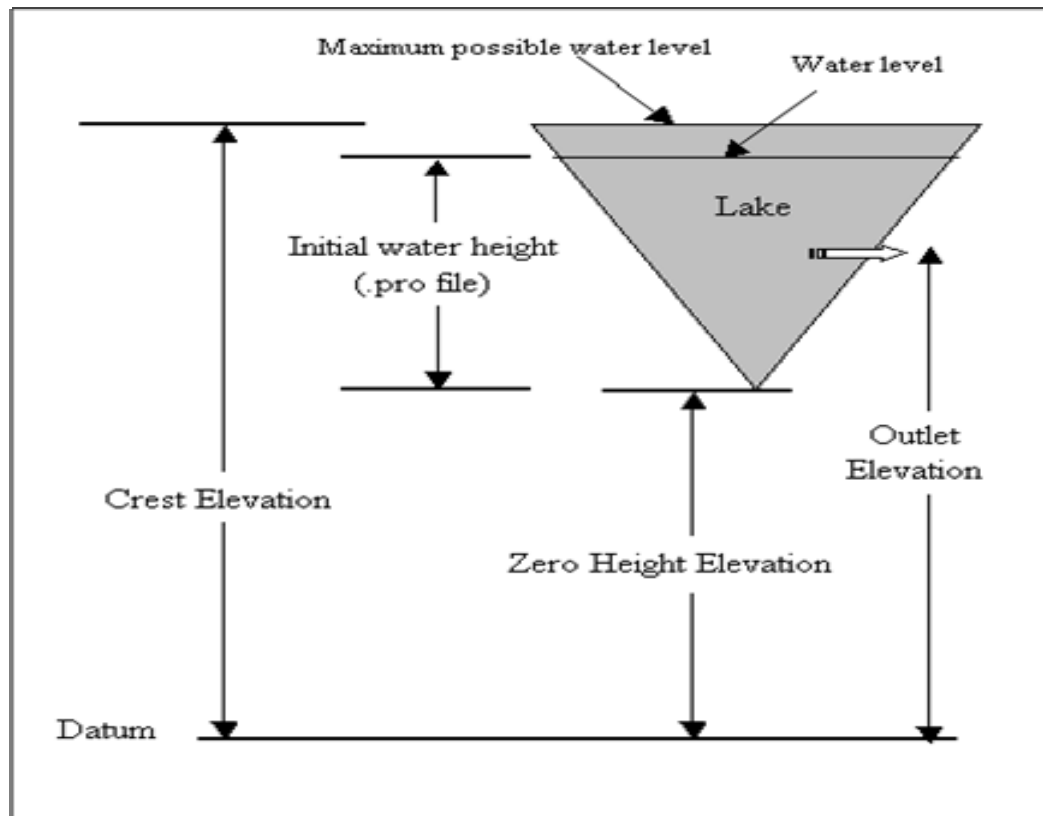 Maximum possible water level
Water level
Lake
Initial water height
(.pro file)
Outlet
Elevation
Crest Elevation
Zero Height Elevation
Datum